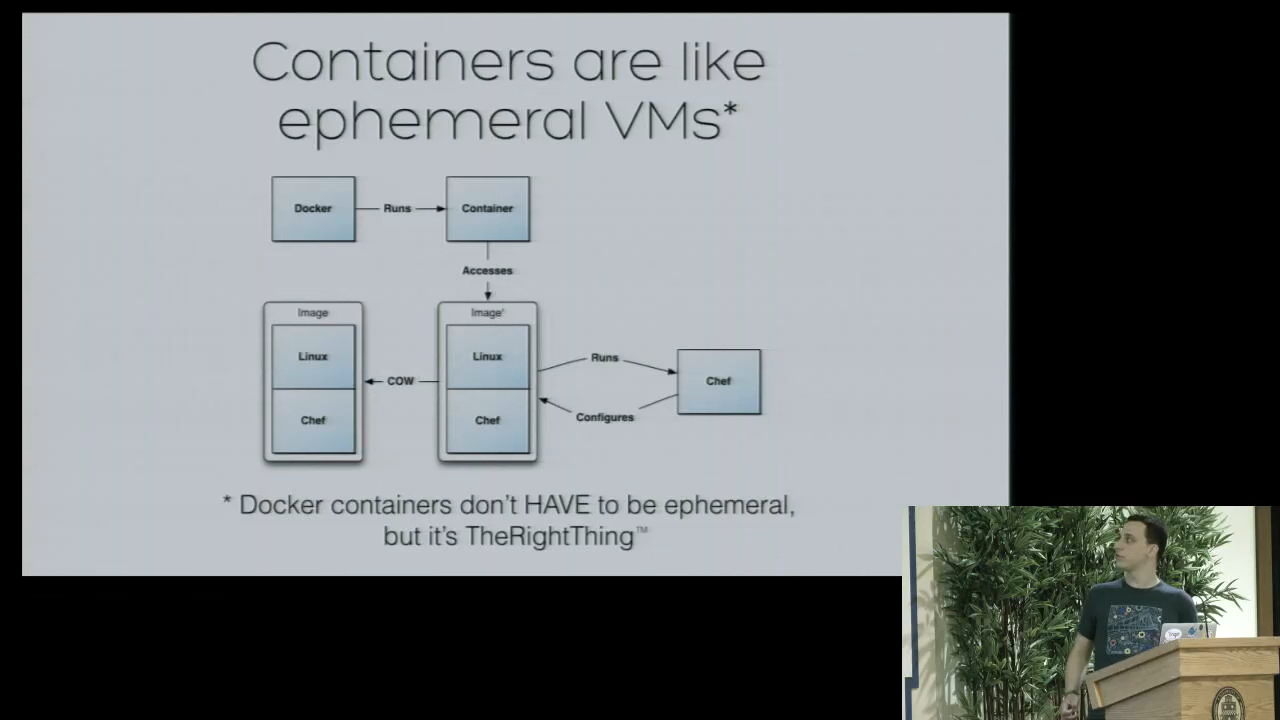 Containers are like
ephemeral VMs*
Docker
Runs
Container
Accesses
Image
Image'
Linux
Linux
Runs
Chef
COW
Chef
Chef
Configures
* Docker containers don't HAVE to be ephemeral,
but it's TheRightThing™